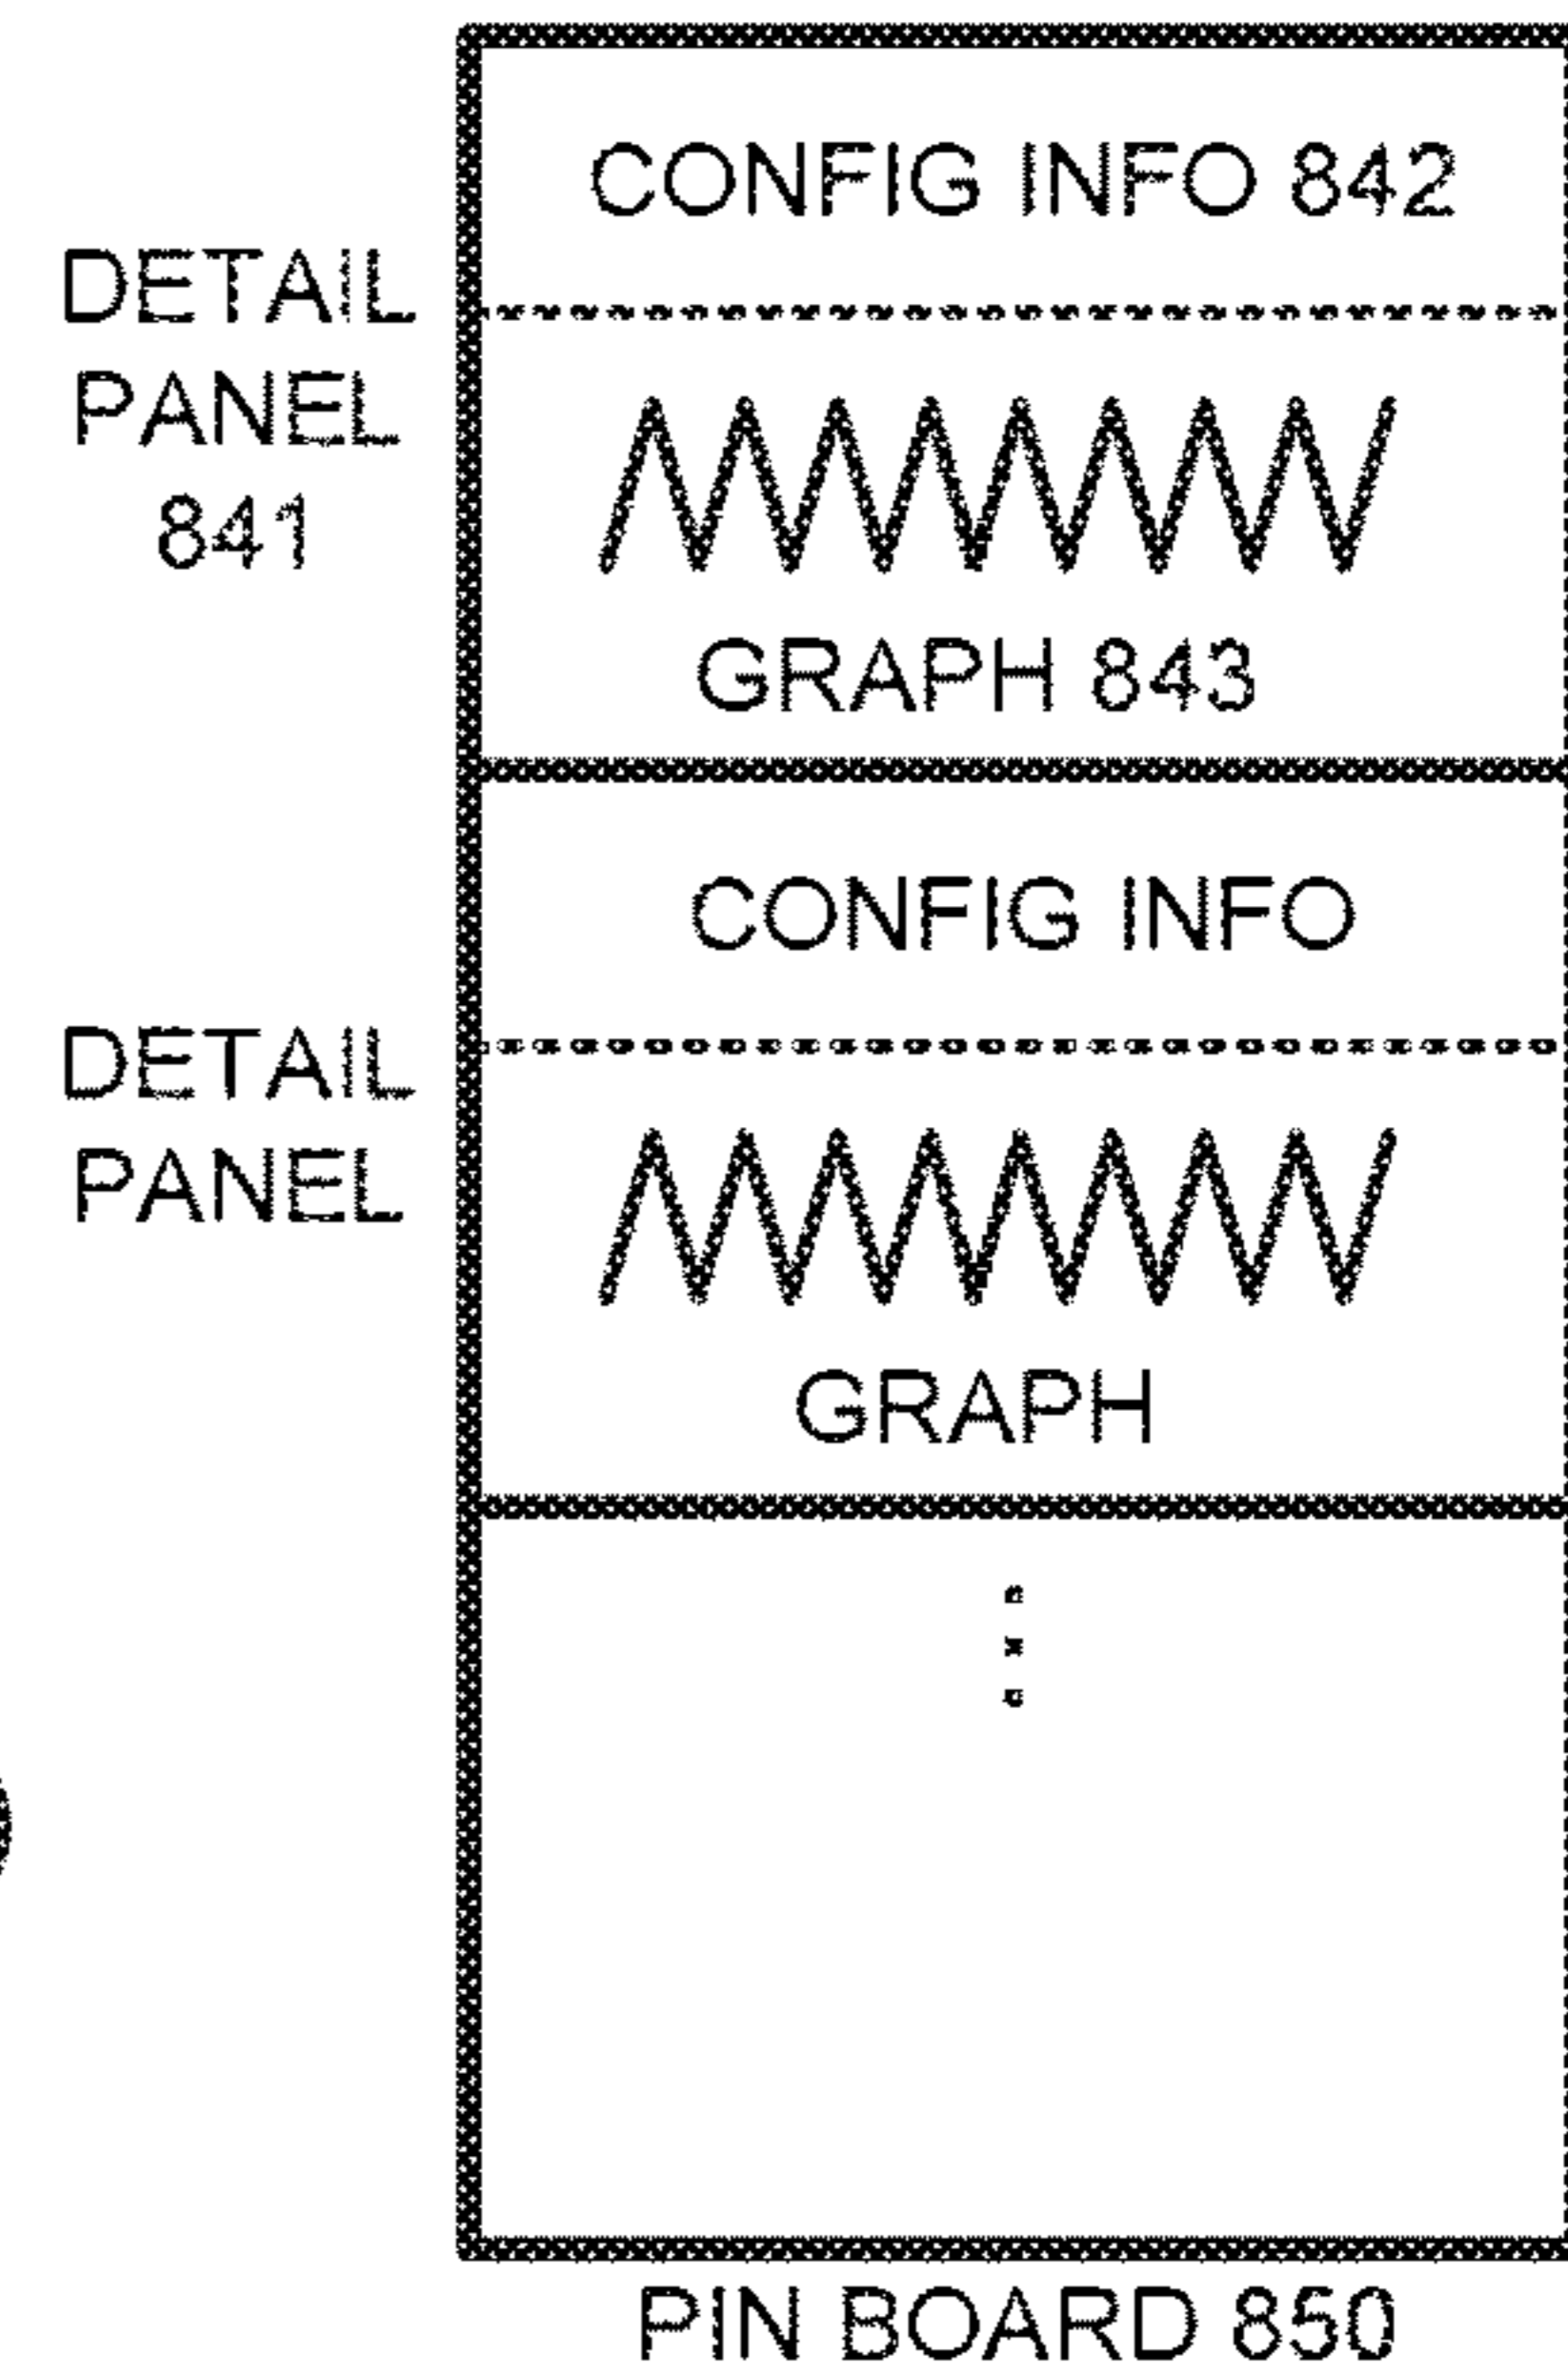 CONFIG INFO 842
DETAIL
PANEL
841
GRAPH 843
CONFIG INFO
DETAIL
PANEL
GRAPH
PIN BOARD 850